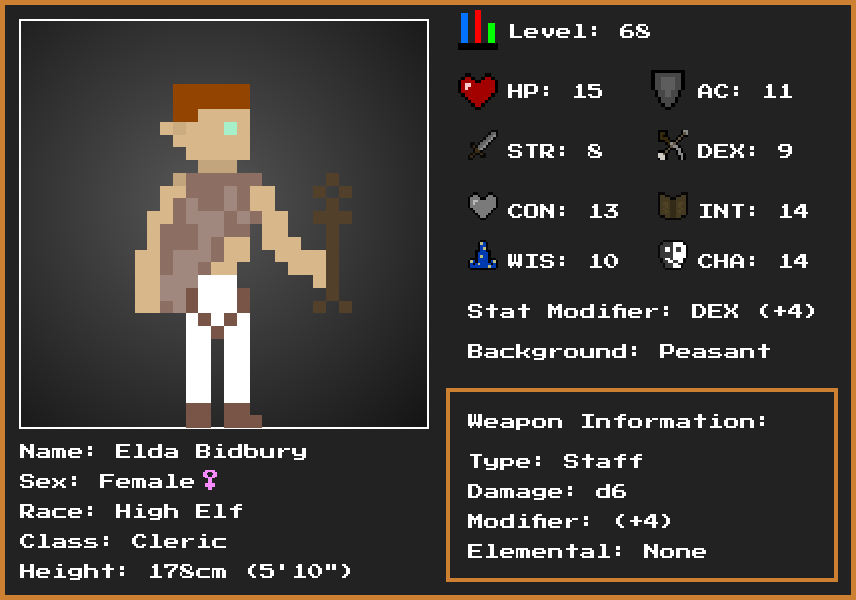 Level: 68
HP: 15 AC: 11
STR: 8 DEX: 9
CON: 13 INT: 14
WIS: 10 CHA: 14
Stat Modifier: DEX (+4)
Background: Peasant
Weapon Information:
Type: Staff
Damage: d6
Modifier: (+4)
Elemental: None
Name: Elda Bidbury
Sex: Female♀
Race: High Elf
Class: Cleric
Height: 178cm (5'10")